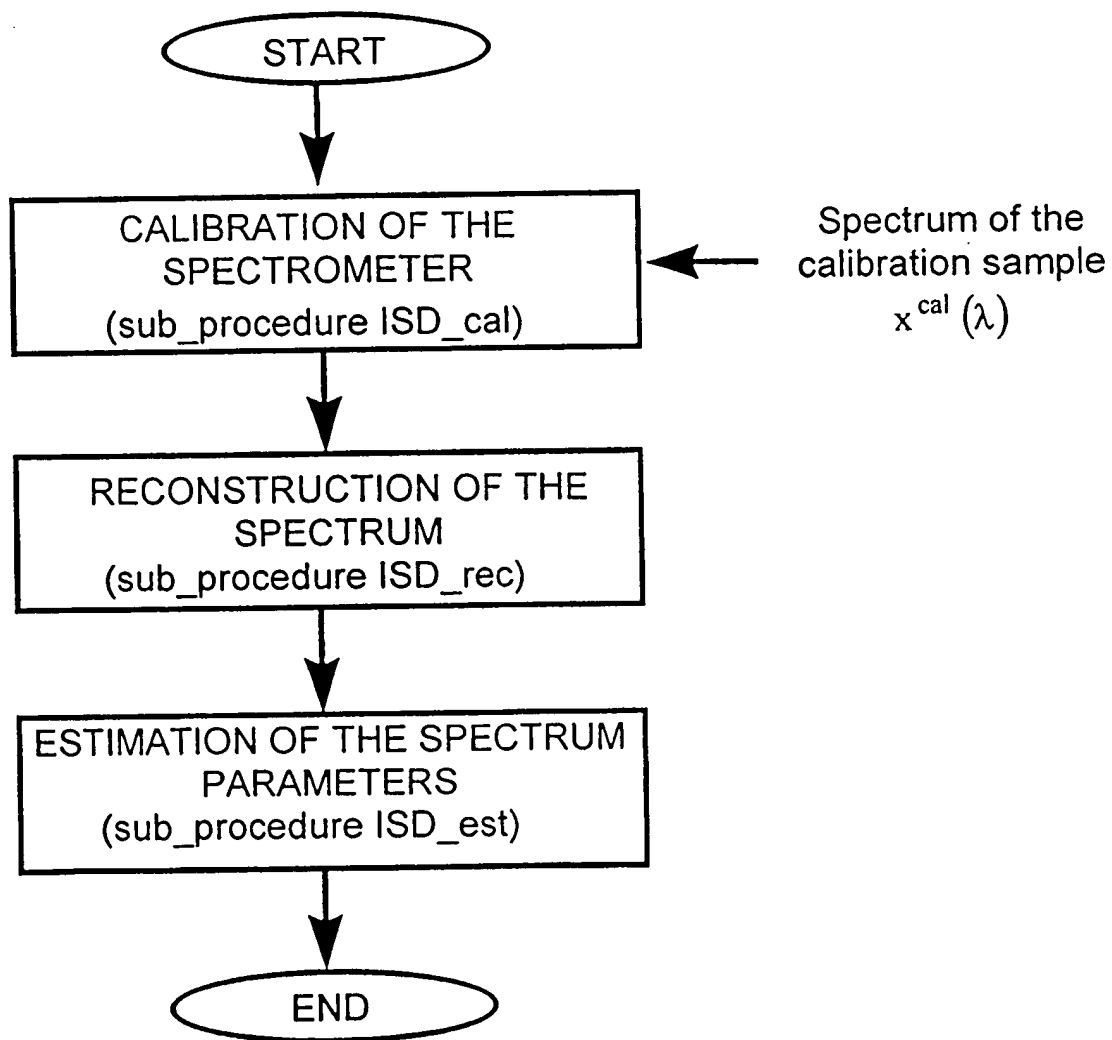 START
CALIBRATION OF THE
SPECTROMETER
(sub_procedure ISD_cal)
Spectrum of the
calibration sample
x^cal (λ)
RECONSTRUCTION OF THE
SPECTRUM
(sub_procedure ISD_rec)
ESTIMATION OF THE SPECTRUM
PARAMETERS
(sub_procedure ISD_est)
END